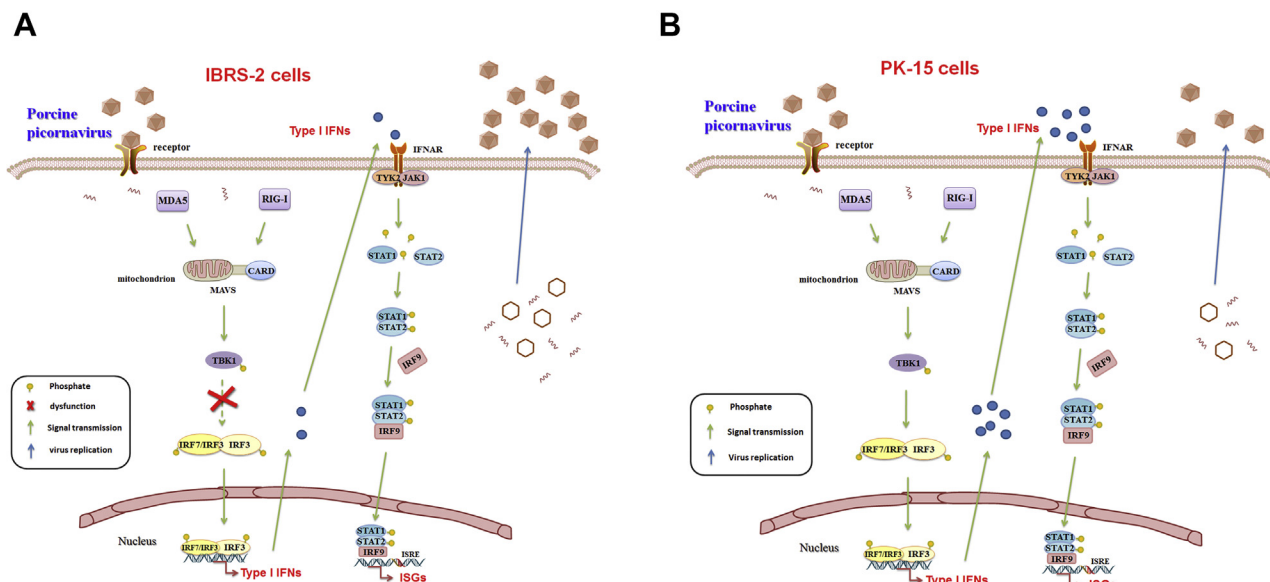 A
IBRS-2 cells
Porcine
picornavirus
receptor
Type I IFNs
IFNAR
TYK2 JAK1
MDA5
RIG-I
STAT1
STAT2
mitochondrion
CARD
MAVS
STAT1
STAT2
TBK1
IRF9
Phosphate
dysfunction
Signal transmission
virus replication
STAT1
STAT2
IRF9
IRF7/IRF3
IRF3
Nucleus
IRF7/IRF3
IRF3
Type I IFNs
STAT1
STAT2
IRF9
ISRE
ISGs
B
PK-15 cells
Porcine
picornavirus
receptor
Type I IFNs
IFNAR
TYK2 JAK1
MDA5
RIG-I
STAT1
STAT2
mitochondrion
CARD
MAVS
STAT1
STAT2
TBK1
IRF9
Phosphate
Signal transmission
Virus replication
STAT1
STAT2
IRF9
IRF7/IRF3
IRF3
Nucleus
IRF7/IRF3
IRF3
Type I IFNs
STAT1
STAT2
IRF9
ISRE